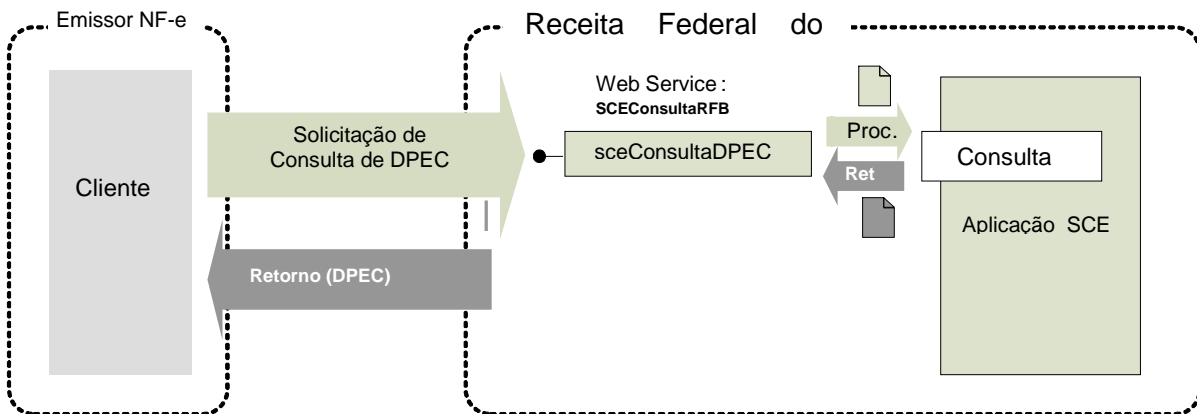 Emissor NF-e
Receita Federal do
Web Service :
SCEConsultaRFB
Solicitação de
Consulta de DPEC
sceConsultaDPEC
Proc.
Consulta
Ret
Cliente
Aplicação SCE
Retorno (DPEC)